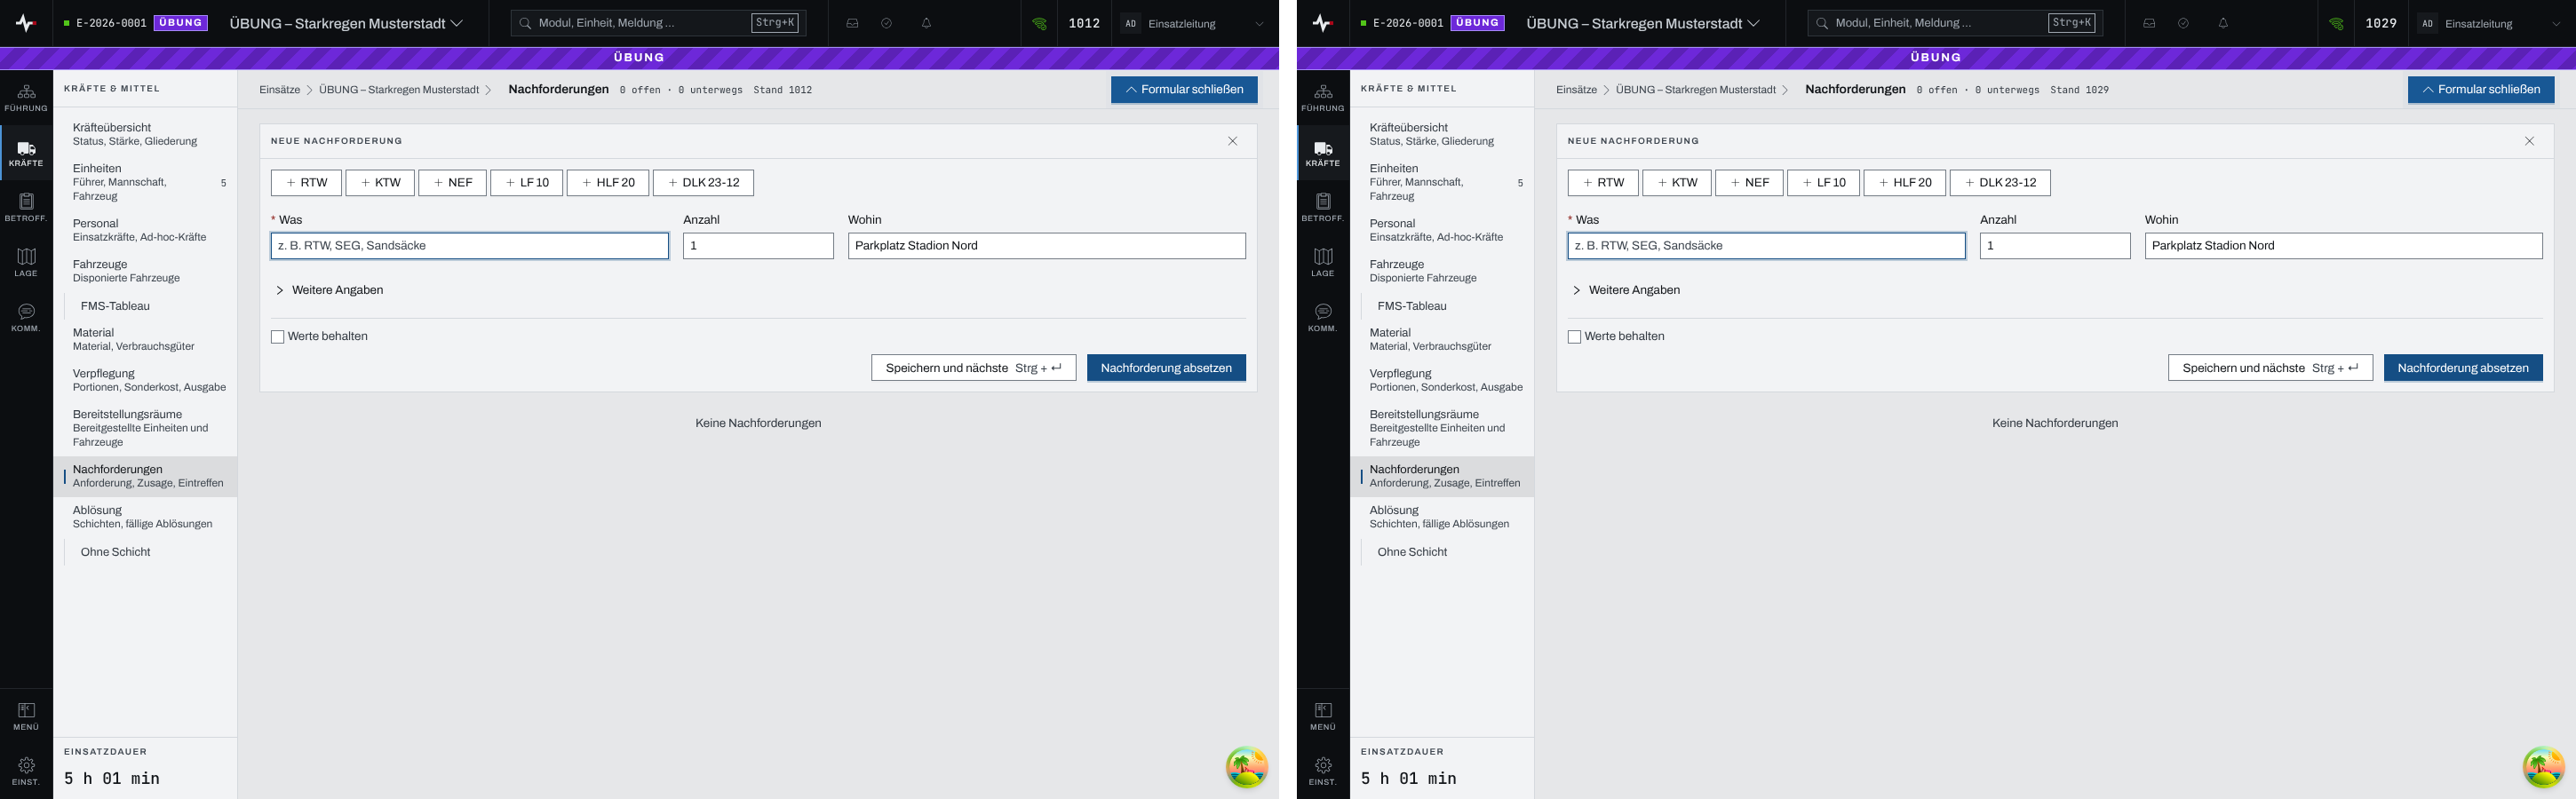 E-2026-0001 ÜBUNG ÜBUNG – Starkregen Musterstadt Modul, Einheit, Meldung ... Strg+K 1012 AD Einsatzleitung
ÜBUNG
FÜHRUNG
KRÄFTE
BETROFF.
LAGE
KOMM.
MENÜ
EINST.
KRÄFTE & MITTEL
Kräfteübersicht
Status, Stärke, Gliederung
Einheiten
Führer, Mannschaft, 5
Fahrzeug
Personal
Einsatzkräfte, Ad-hoc-Kräfte
Fahrzeuge
Disponierte Fahrzeuge
FMS-Tableau
Material
Material, Verbrauchsgüter
Verpflegung
Portionen, Sonderkost, Ausgabe
Bereitstellungsräume
Bereitgestellte Einheiten und
Fahrzeuge
Nachforderungen
Anforderung, Zusage, Eintreffen
Ablösung
Schichten, fällige Ablösungen
Ohne Schicht
EINSATZDAUER
5 h 01 min
Einsätze > ÜBUNG – Starkregen Musterstadt > Nachforderungen 0 offen · 0 unterwegs Stand 1012 Formular schließen
NEUE NACHFORDERUNG
+ RTW + KTW + NEF + LF 10 + HLF 20 + DLK 23-12
* Was Anzahl Wohin
z. B. RTW, SEG, Sandsäcke 1 Parkplatz Stadion Nord
> Weitere Angaben
Werte behalten
Speichern und nächste Strg + ↵ Nachforderung absetzen
Keine Nachforderungen
E-2026-0001 ÜBUNG ÜBUNG – Starkregen Musterstadt Modul, Einheit, Meldung ... Strg+K 1029 AD Einsatzleitung
ÜBUNG
FÜHRUNG
KRÄFTE
BETROFF.
LAGE
KOMM.
MENÜ
EINST.
KRÄFTE & MITTEL
Kräfteübersicht
Status, Stärke, Gliederung
Einheiten
Führer, Mannschaft, 5
Fahrzeug
Personal
Einsatzkräfte, Ad-hoc-Kräfte
Fahrzeuge
Disponierte Fahrzeuge
FMS-Tableau
Material
Material, Verbrauchsgüter
Verpflegung
Portionen, Sonderkost, Ausgabe
Bereitstellungsräume
Bereitgestellte Einheiten und
Fahrzeuge
Nachforderungen
Anforderung, Zusage, Eintreffen
Ablösung
Schichten, fällige Ablösungen
Ohne Schicht
EINSATZDAUER
5 h 01 min
Einsätze > ÜBUNG – Starkregen Musterstadt > Nachforderungen 0 offen · 0 unterwegs Stand 1029 Formular schließen
NEUE NACHFORDERUNG
+ RTW + KTW + NEF + LF 10 + HLF 20 + DLK 23-12
* Was Anzahl Wohin
z. B. RTW, SEG, Sandsäcke 1 Parkplatz Stadion Nord
> Weitere Angaben
Werte behalten
Speichern und nächste Strg + ↵ Nachforderung absetzen
Keine Nachforderungen